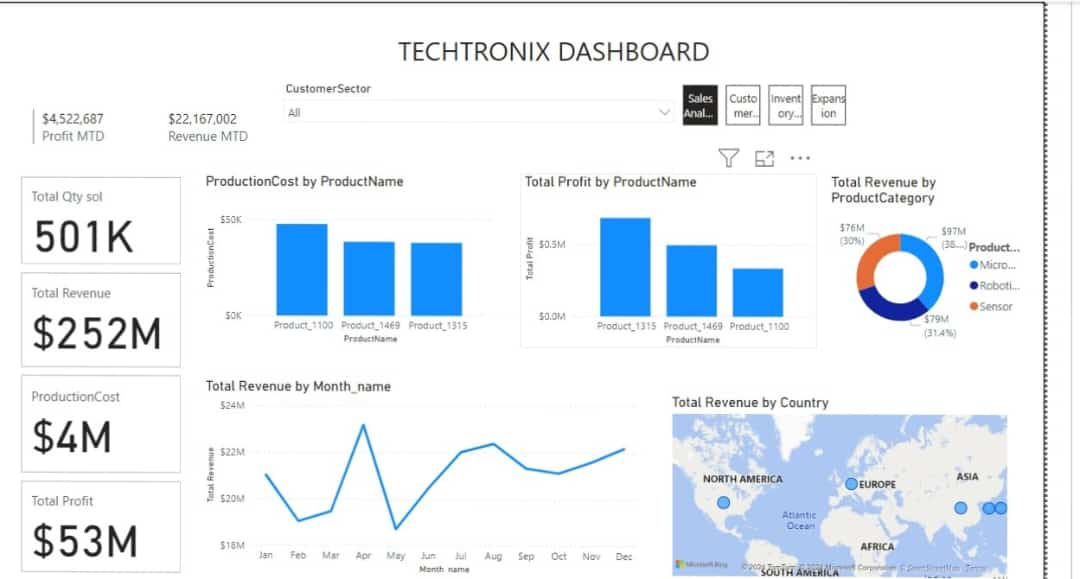 TECHTRONIX DASHBOARD
CustomerSector
All
Sales
Anal...
Custo
mer...
Invent
ory...
Expans
ion
$4,522,687
Profit MTD
$22,167,002
Revenue MTD
Total Qty sol
501K
Total Revenue
$252M
ProductionCost
$4M
Total Profit
$53M
ProductionCost by ProductName
ProductionCost
$50K
$0K
Product_1100 Product_1469 Product_1315
ProductName
Total Profit by ProductName
Total Profit
$0.5M
$0.0M
Product_1315 Product_1469 Product_1100
ProductName
Total Revenue by
ProductCategory
$76M
(30%)
$97M
(38....)
$79M
(31.4%)
Product...
Micro...
Roboti...
Sensor
Total Revenue by Month_name
Total Revenue
$24M
$22M
$20M
$18M
Jan Feb Mar Apr May Jun Jul Aug Sep Oct Nov Dec
Month name
Total Revenue by Country
NORTH AMERICA
EUROPE
ASIA
Atlantic
Ocean
AFRICA
Microsoft Bing
SOUTH AMERICA